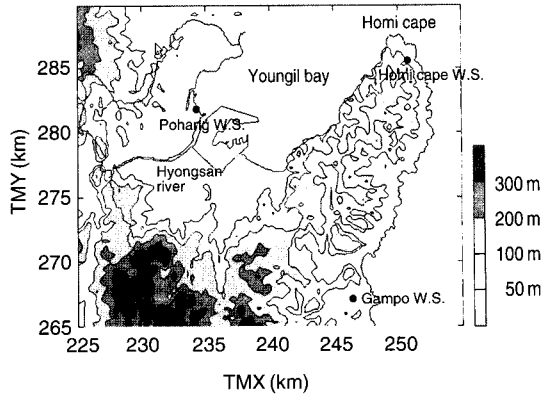 Homi cape
285
Youngil bay
Homi cape W.S.
280
Pohang W.S.
TMY (km)
Hyongsan
river
275
270
265
Gampo W.S.
300 m
200 m
100 m
50 m
225 230 235 240 245 250
TMX (km)